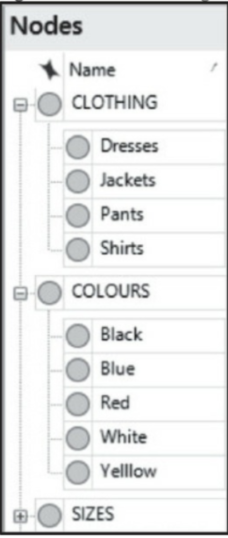 Nodes
Name
CLOTHING
Dresses
Jackets
Pants
Shirts
COLOURS
Black
Blue
Red
White
Yelllow
SIZES